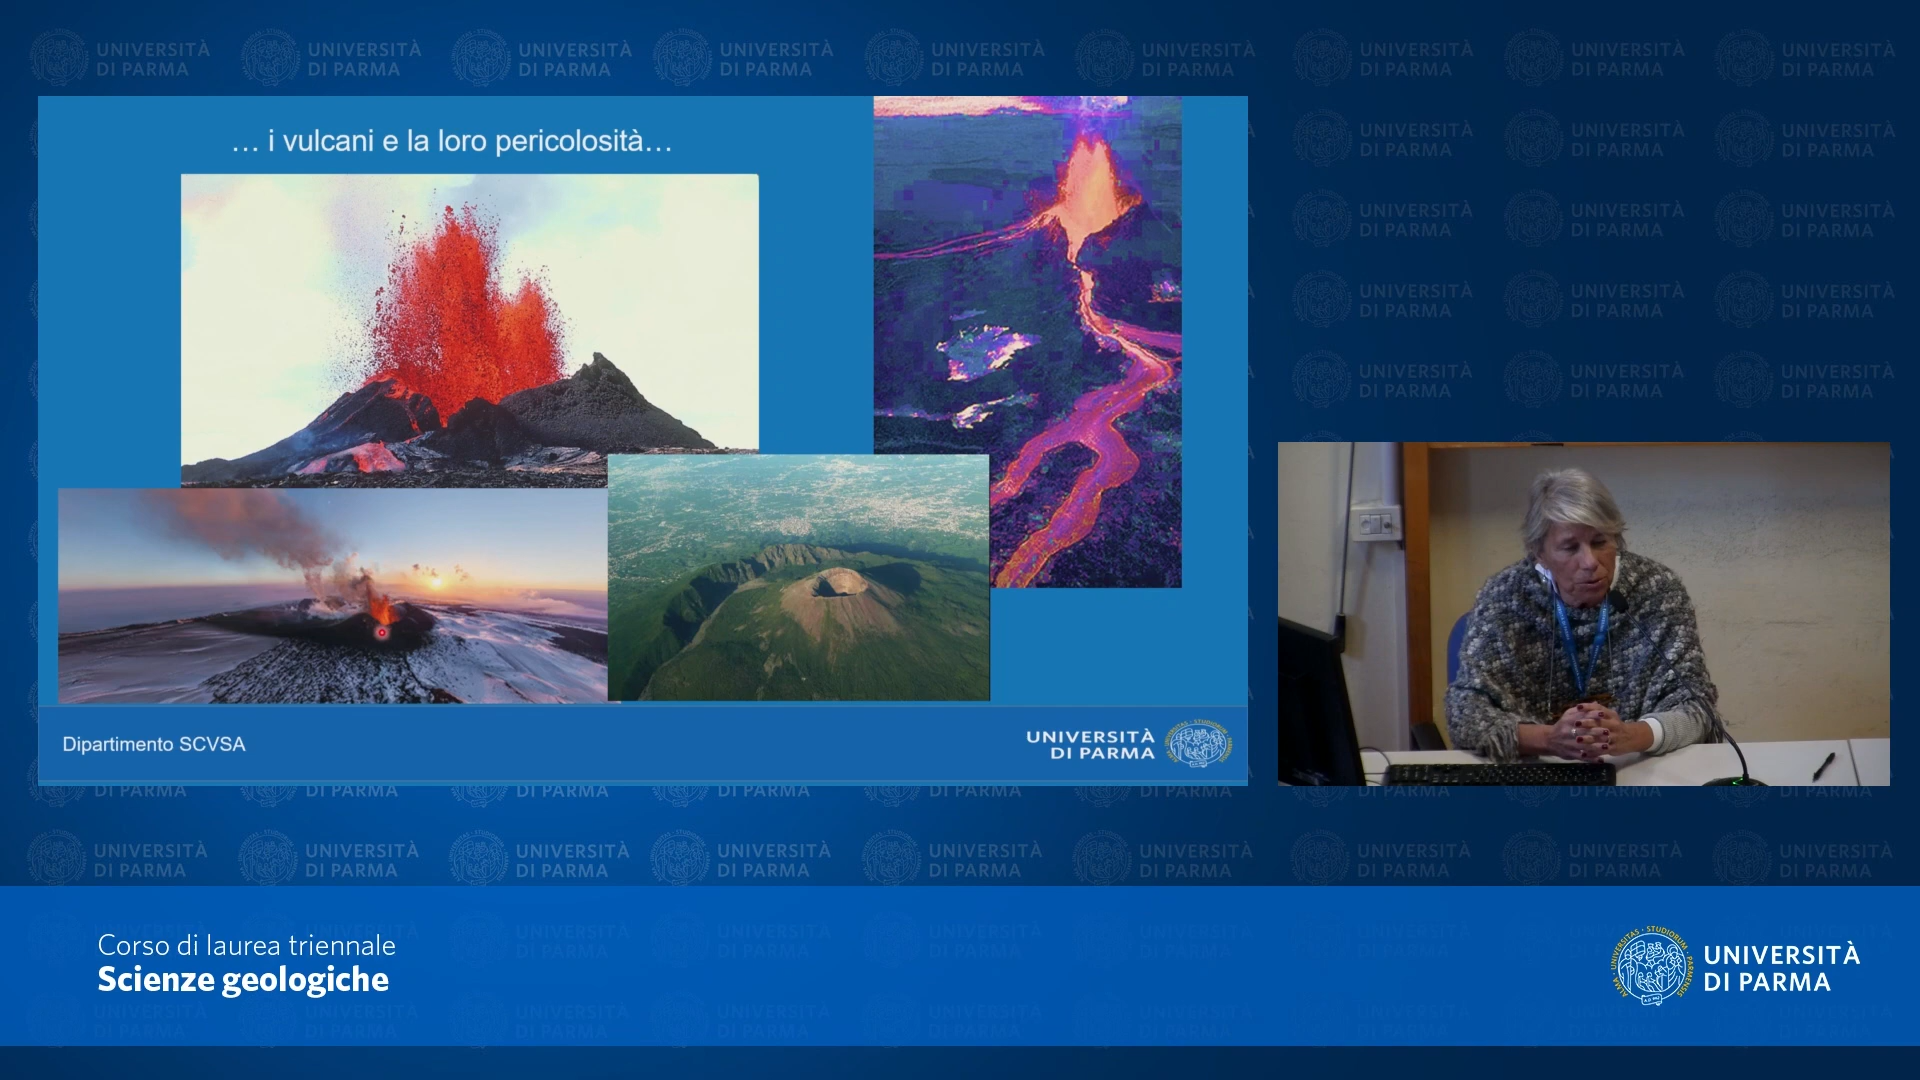 … i vulcani e la loro pericolosità…
Dipartimento SCVSA
UNIVERSITÀ
DI PARMA
Corso di laurea triennale
Scienze geologiche
UNIVERSITÀ
DI PARMA